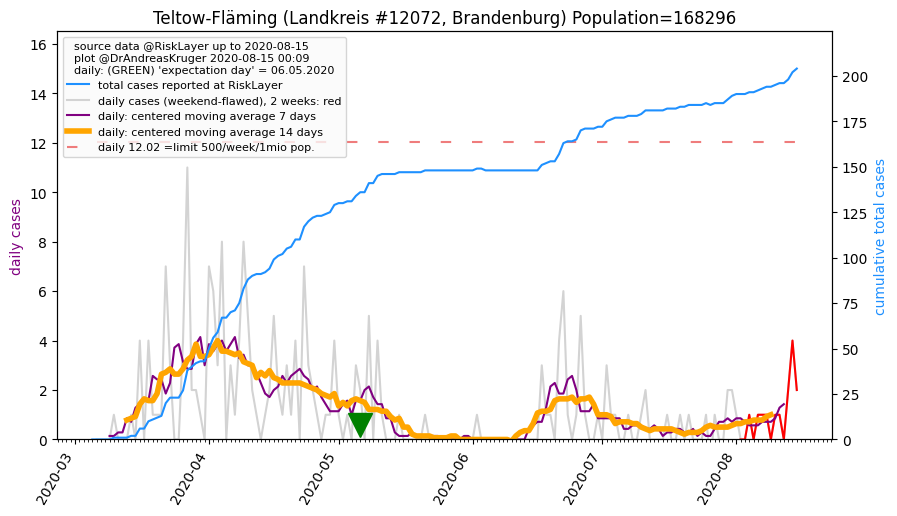 Teltow-Fläming (Landkreis #12072, Brandenburg) Population=168296
source data @RiskLayer up to 2020-08-15
plot @DrAndreasKruger 2020-08-15 00:09
daily: (GREEN) 'expectation day' = 06.05.2020
total cases reported at RiskLayer
daily cases (weekend-flawed), 2 weeks: red
daily: centered moving average 7 days
daily: centered moving average 14 days
daily 12.02 =limit 500/week/1mio pop.
daily cases
16
14
12
10
8
6
4
2
0
cumulative total cases
200
175
150
125
100
75
50
25
0
2020-03
2020-04
2020-05
2020-06
2020-07
2020-08